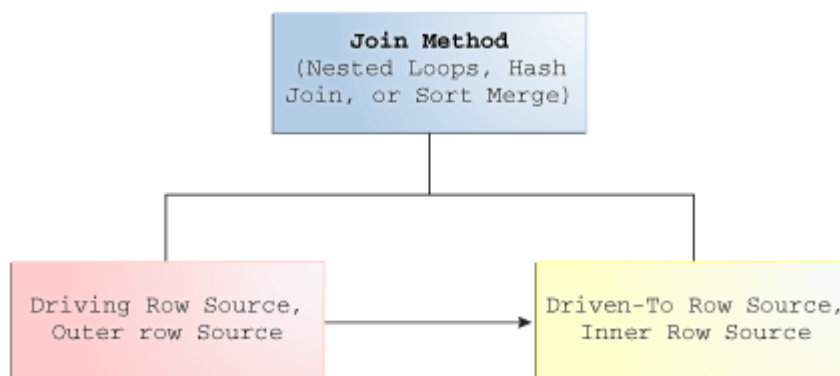 Join Method
(Nested Loops, Hash
Join, or Sort Merge)
Driving Row Source,
Outer row Source
Driven-To Row Source,
Inner Row Source